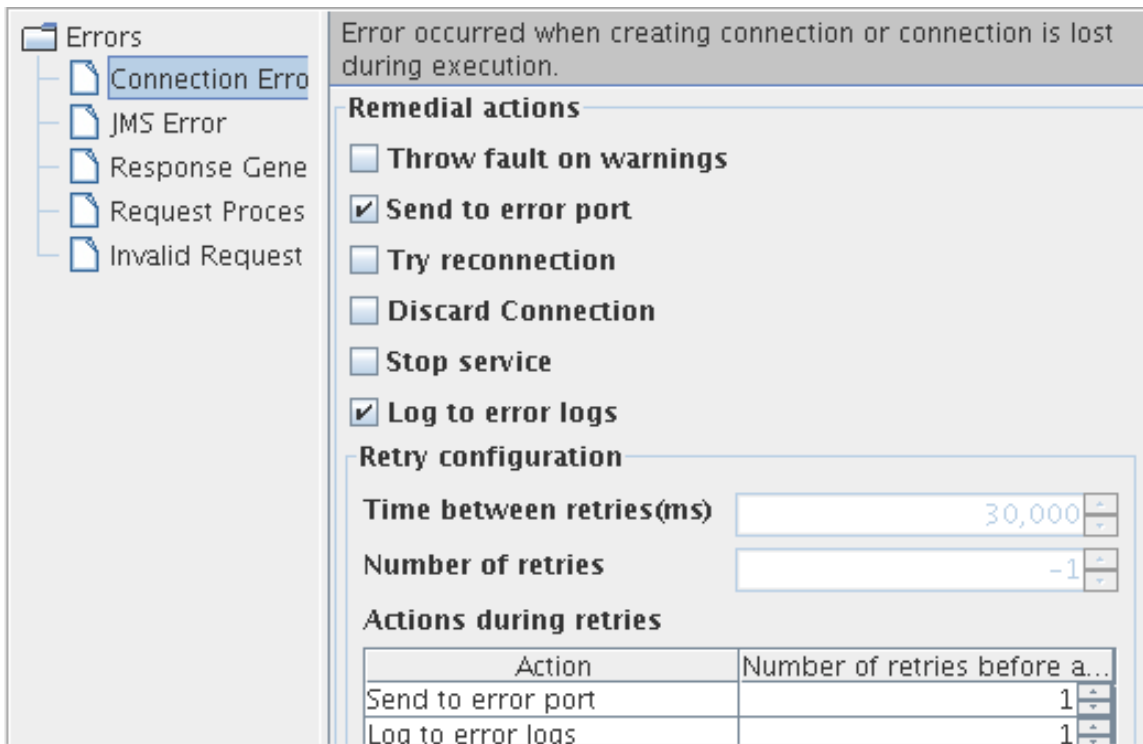 Errors
Connection Erro
JMS Error
Response Gene
Request Proces
Invalid Request
Error occurred when creating connection or connection is lost
during execution.
Remedial actions
Throw fault on warnings
Send to error port
Try reconnection
Discard Connection
Stop service
Log to error logs
Retry configuration
Time between retries(ms) 30,000
Number of retries -1
Actions during retries
Action Number of retries before a...
Send to error port 1
Log to error logs 1